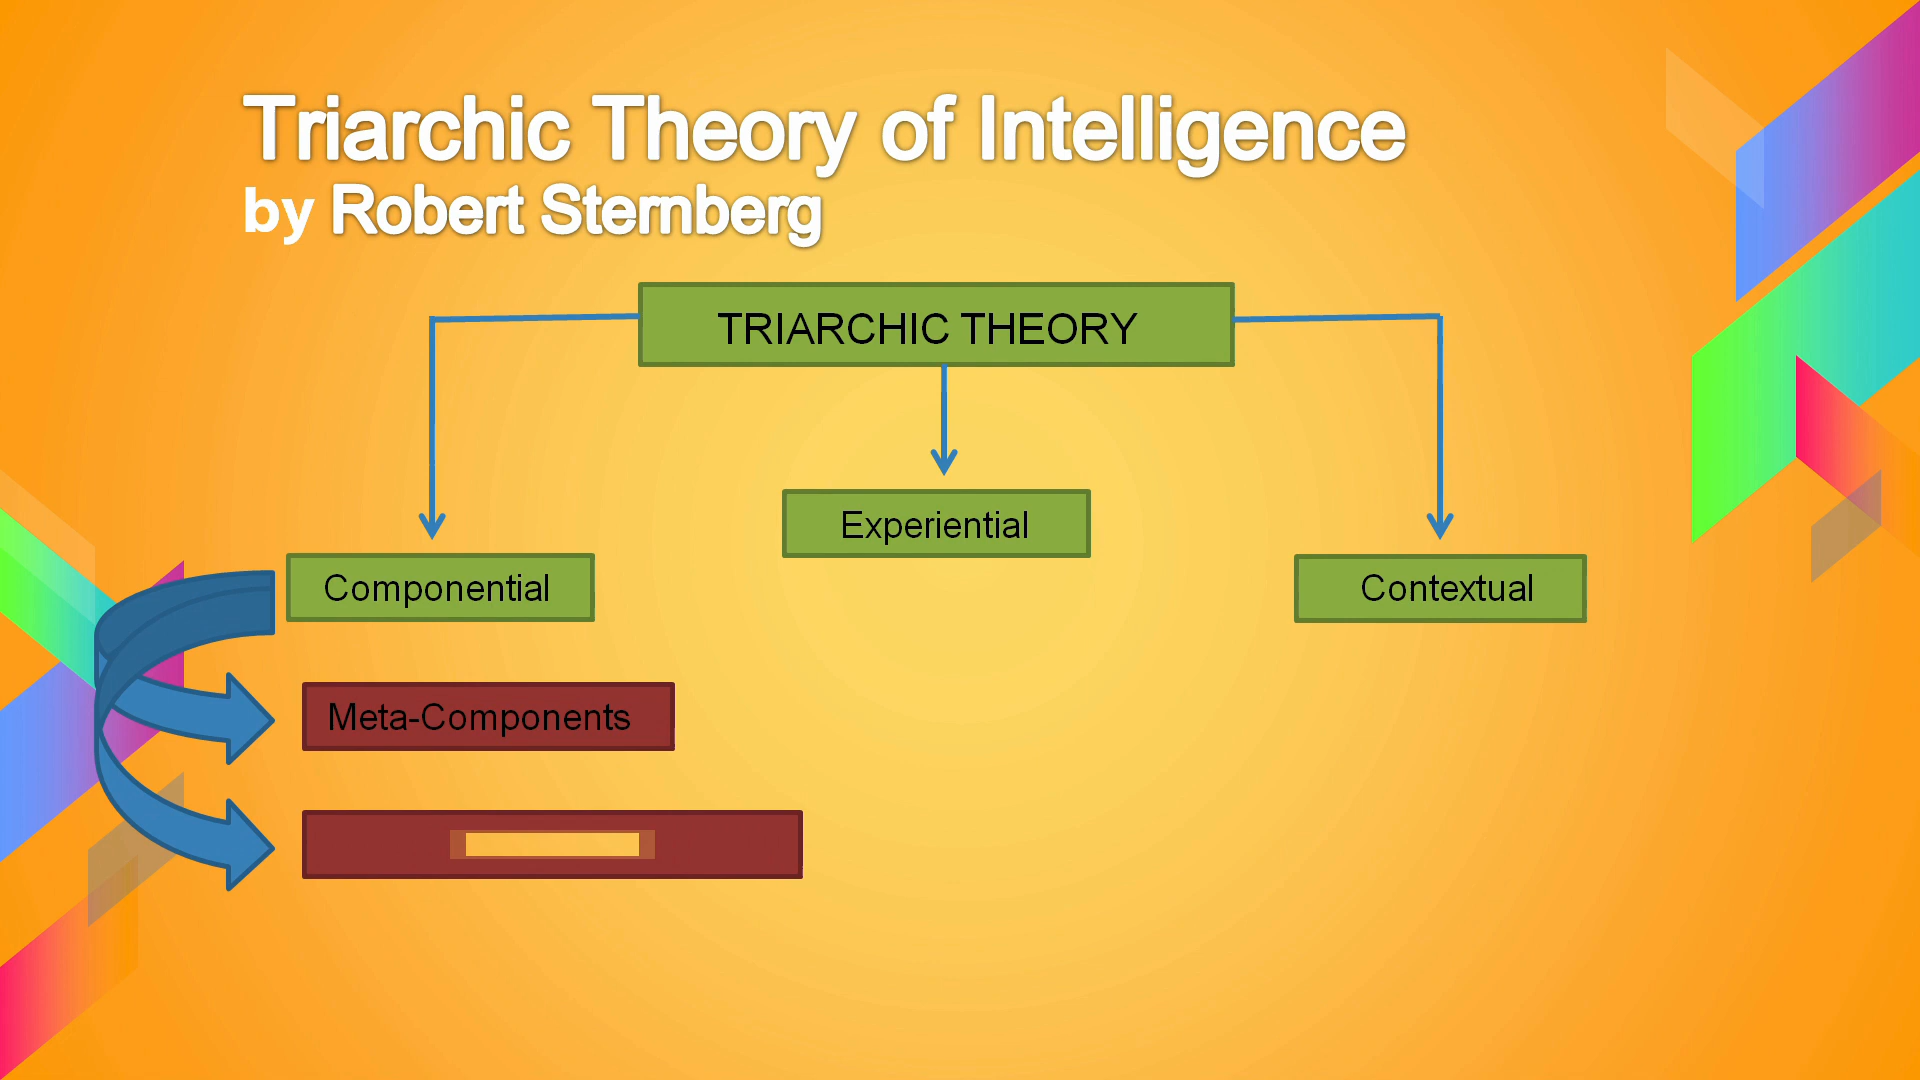 Triarchic Theory of Intelligence
by Robert Sternberg
TRIARCHIC THEORY
Experiential
Componential
Contextual
Meta-Components